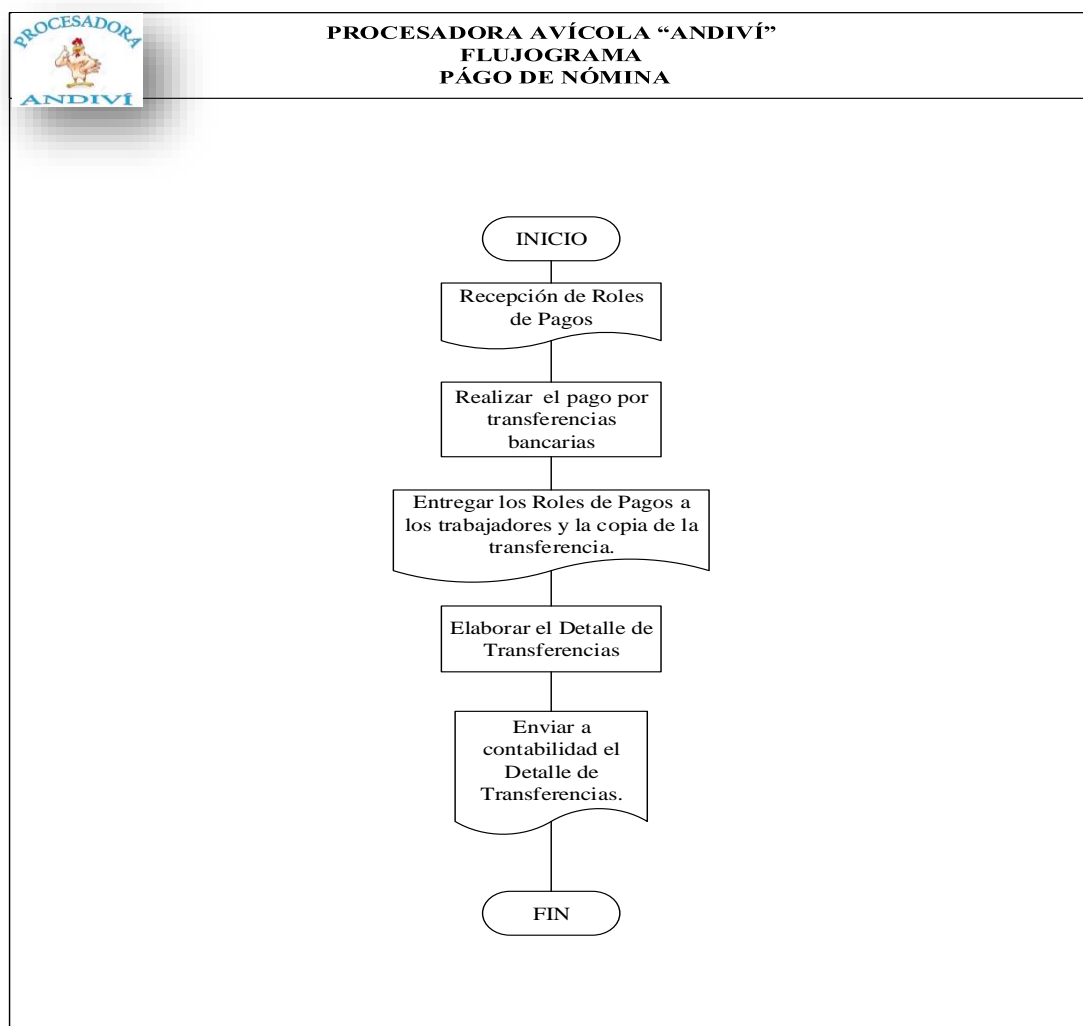 PROCESADORA
ANDIVÍ
PROCESADORA AVÍCOLA “ANDIVÍ”
FLUJOGRAMA
PÁGO DE NÓMINA
INICIO
Recepción de Roles
de Pagos
Realizar el pago por
transferencias
bancarias
Entregar los Roles de Pagos a
los trabajadores y la copia de la
transferencia.
Elaborar el Detalle de
Transferencias
Enviar a
contabilidad el
Detalle de
Transferencias.
FIN